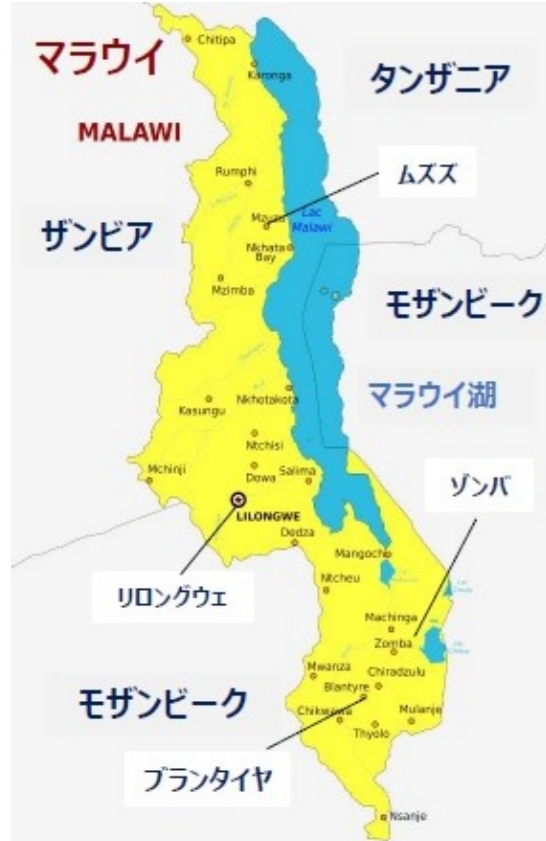 Chitipa
マラウイ
Karonga
タンザニア
MALAWI
Rumphi
ムズズ
Mzuzu
Lac
Malawi
ザンビア
Nkhata
Bay
Mzimba
モザンビーク
マラウイ湖
Nkhotakota
Kasungu
Ntchisi
Mchinji
Dowa
Salima
ゾンバ
LILONGWE
Dedza
Mangochi
リロングウェ
Ntcheu
Machinga
Zomba
Mwanza
Chiradzulu
モザンビーク
Blantyre
Chikwawa
Mulanje
Thyolo
ブランタイヤ
Nsanje